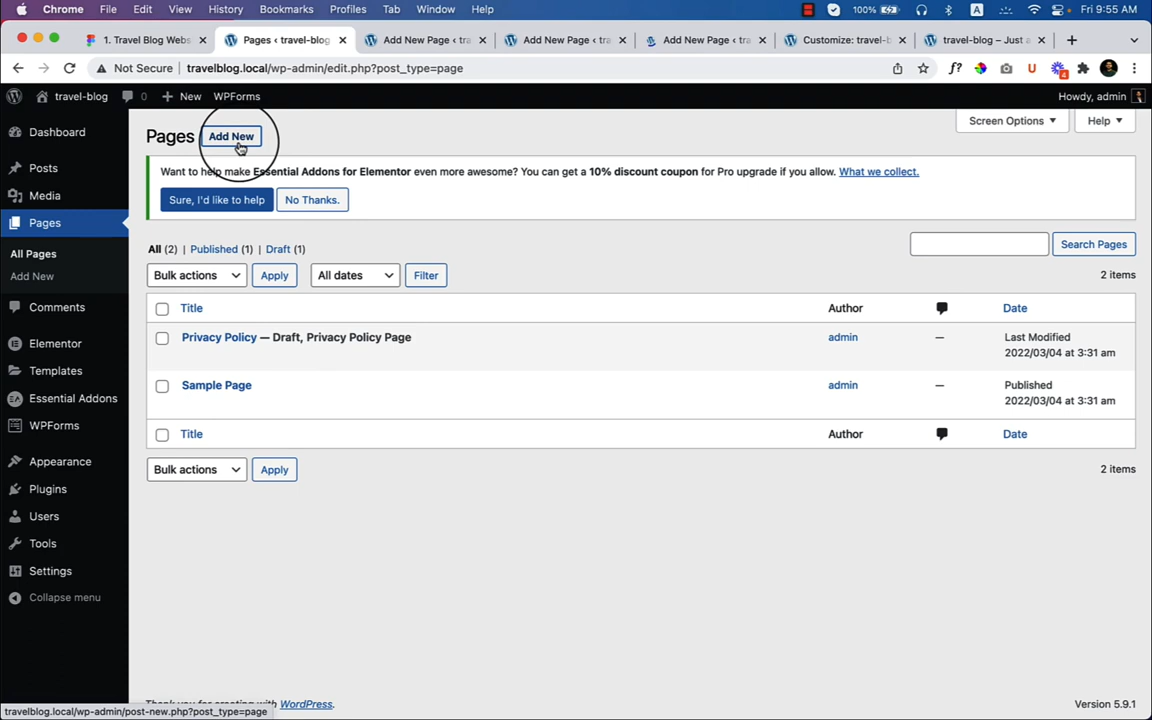 Chrome File Edit View History Bookmarks Profiles Tab Window Help 100% A Fri 9:55 AM
1. Travel Blog Webs Pages ‹ travel-blog Add New Page ‹ tra Add New Page ‹ tra Add New Page ‹ tra Customize: travel-b travel-blog – Just a
Not Secure travelblog.local/wp-admin/edit.php?post_type=page f? U 4
travel-blog 0 + New WPForms Howdy, admin
Dashboard
Posts
Media
Pages
All Pages
Add New
Comments
Elementor
Templates
EA Essential Addons
WPForms
Appearance
Plugins
Users
Tools
Settings
Collapse menu
Screen Options Help
Pages Add New
Want to help make Essential Addons for Elementor even more awesome? You can get a 10% discount coupon for Pro upgrade if you allow. What we collect.
Sure, I'd like to help No Thanks.
All (2) | Published (1) | Draft (1)
Search Pages
Bulk actions Apply All dates Filter 2 items
Title Author Date
Privacy Policy — Draft, Privacy Policy Page admin — Last Modified
2022/03/04 at 3:31 am
Sample Page admin — Published
2022/03/04 at 3:31 am
Title Author Date
Bulk actions Apply 2 items
Thank you for creating with WordPress. Version 5.9.1
travelblog.local/wp-admin/post-new.php?post_type=page